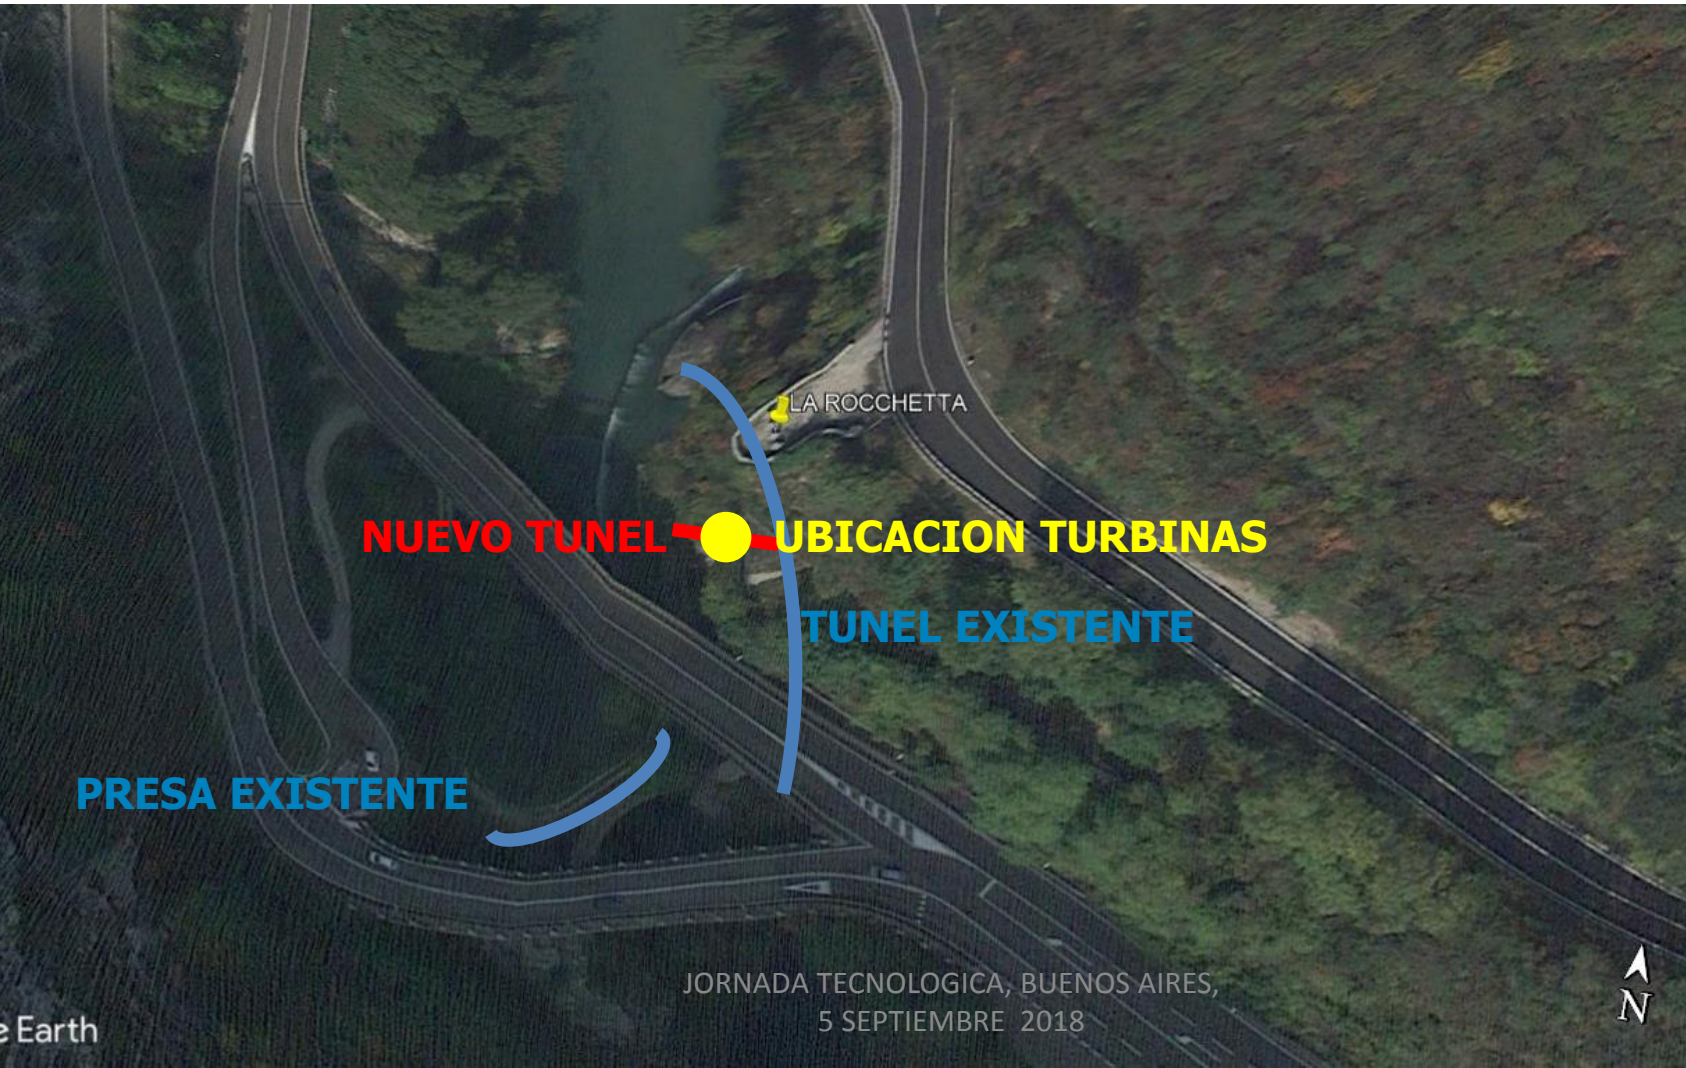 LA ROCCHETTA
NUEVO TUNEL
UBICACION TURBINAS
TUNEL EXISTENTE
PRESA EXISTENTE
JORNADA TECNOLOGICA, BUENOS AIRES,
5 SEPTIEMBRE 2018
N
Earth